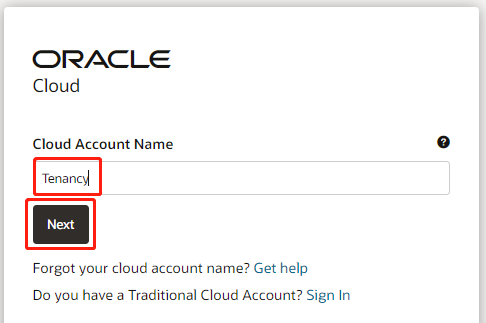 ORACLE
Cloud
Cloud Account Name
?
Tenancy
Next
Forgot your cloud account name? Get help
Do you have a Traditional Cloud Account? Sign In